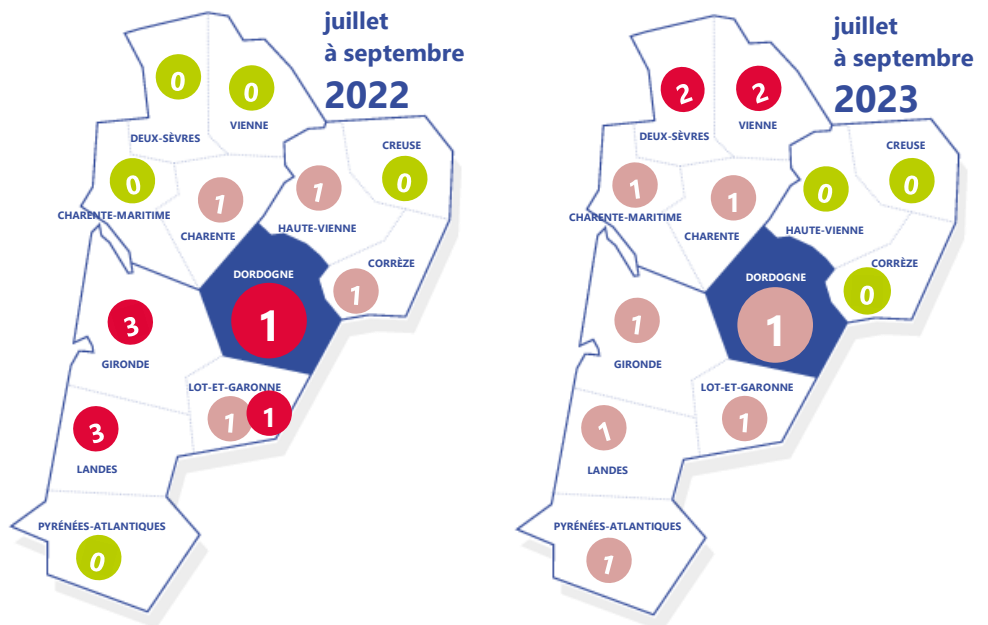 juillet
à septembre
2022
0
0
DEUX-SÈVRES
VIENNE
CREUSE
0
0
1
1
CHARENTE-MARITIME
CHARENTE
HAUTE-VIENNE
CORRÈZE
DORDOGNE
1
1
3
GIRONDE
LOT-ET-GARONNE
1
1
3
LANDES
PYRÉNÉES-ATLANTIQUES
0
juillet
à septembre
2023
2
2
DEUX-SÈVRES
VIENNE
CREUSE
1
1
0
0
CHARENTE-MARITIME
CHARENTE
HAUTE-VIENNE
CORRÈZE
DORDOGNE
0
1
1
GIRONDE
LOT-ET-GARONNE
1
1
LANDES
PYRÉNÉES-ATLANTIQUES
1